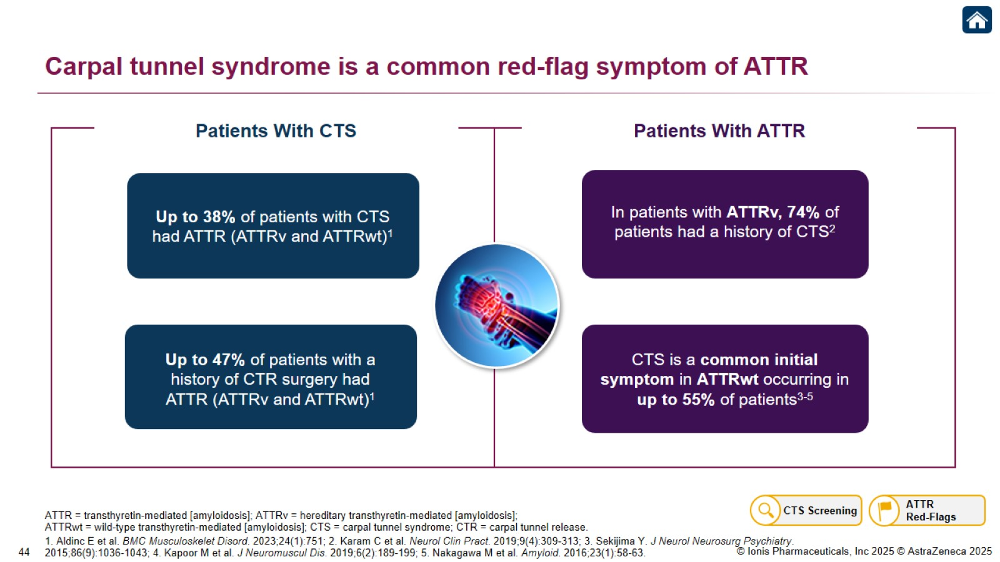 Carpal tunnel syndrome is a common red-flag symptom of ATTR
Patients With CTS
Up to 38% of patients with CTS
had ATTR (ATTRv and ATTRwt)1
Up to 47% of patients with a
history of CTR surgery had
ATTR (ATTRv and ATTRwt)1
Patients With ATTR
In patients with ATTRv, 74% of
patients had a history of CTS2
CTS is a common initial
symptom in ATTRwt occurring in
up to 55% of patients3-5
CTS Screening
ATTR
Red-Flags
ATTR = transthyretin-mediated [amyloidosis]; ATTRv = hereditary transthyretin-mediated [amyloidosis];
ATTRwt = wild-type transthyretin-mediated [amyloidosis]; CTS = carpal tunnel syndrome; CTR = carpal tunnel release.
1. Aldinc E et al. BMC Musculoskelet Disord. 2023;24(1):751; 2. Karam C et al. Neurol Clin Pract. 2019;9(4):309-313; 3. Sekijima Y. J Neurol Neurosurg Psychiatry.
2015;86(9):1036-1043; 4. Kapoor M et al. J Neuromuscul Dis. 2019;6(2):189-199; 5. Nakagawa M et al. Amyloid. 2016;23(1):58-63.
44
© Ionis Pharmaceuticals, Inc 2025 © AstraZeneca 2025